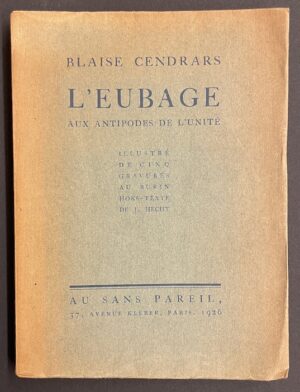 BLAISE CENDRARS
L'EUBAGE
AUX ANTIPODES DE L'UNITÉ
ILLUSTRÉ
DE CINQ
GRAVURES
AU BURIN
HORS-TEXTE
DE J. HECHT
AU SANS PAREIL,
37, AVENUE KLÉBER, PARIS, 1926